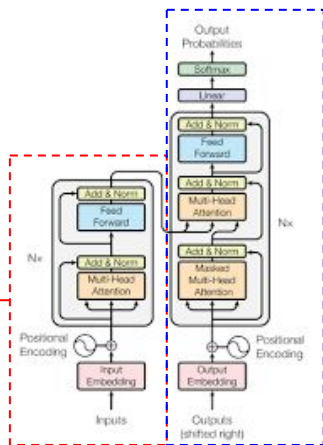 Output
Probabilities
Softmax
Linear
Add & Norm
Feed
Forward
Add & Norm
Multi-Head
Attention
Nx
Add & Norm
Masked
Multi-Head
Attention
Positional
Encoding
Output
Embedding
Outputs
(shifted right)
Add & Norm
Feed
Forward
Nx
Add & Norm
Multi-Head
Attention
Positional
Encoding
Input
Embedding
Inputs